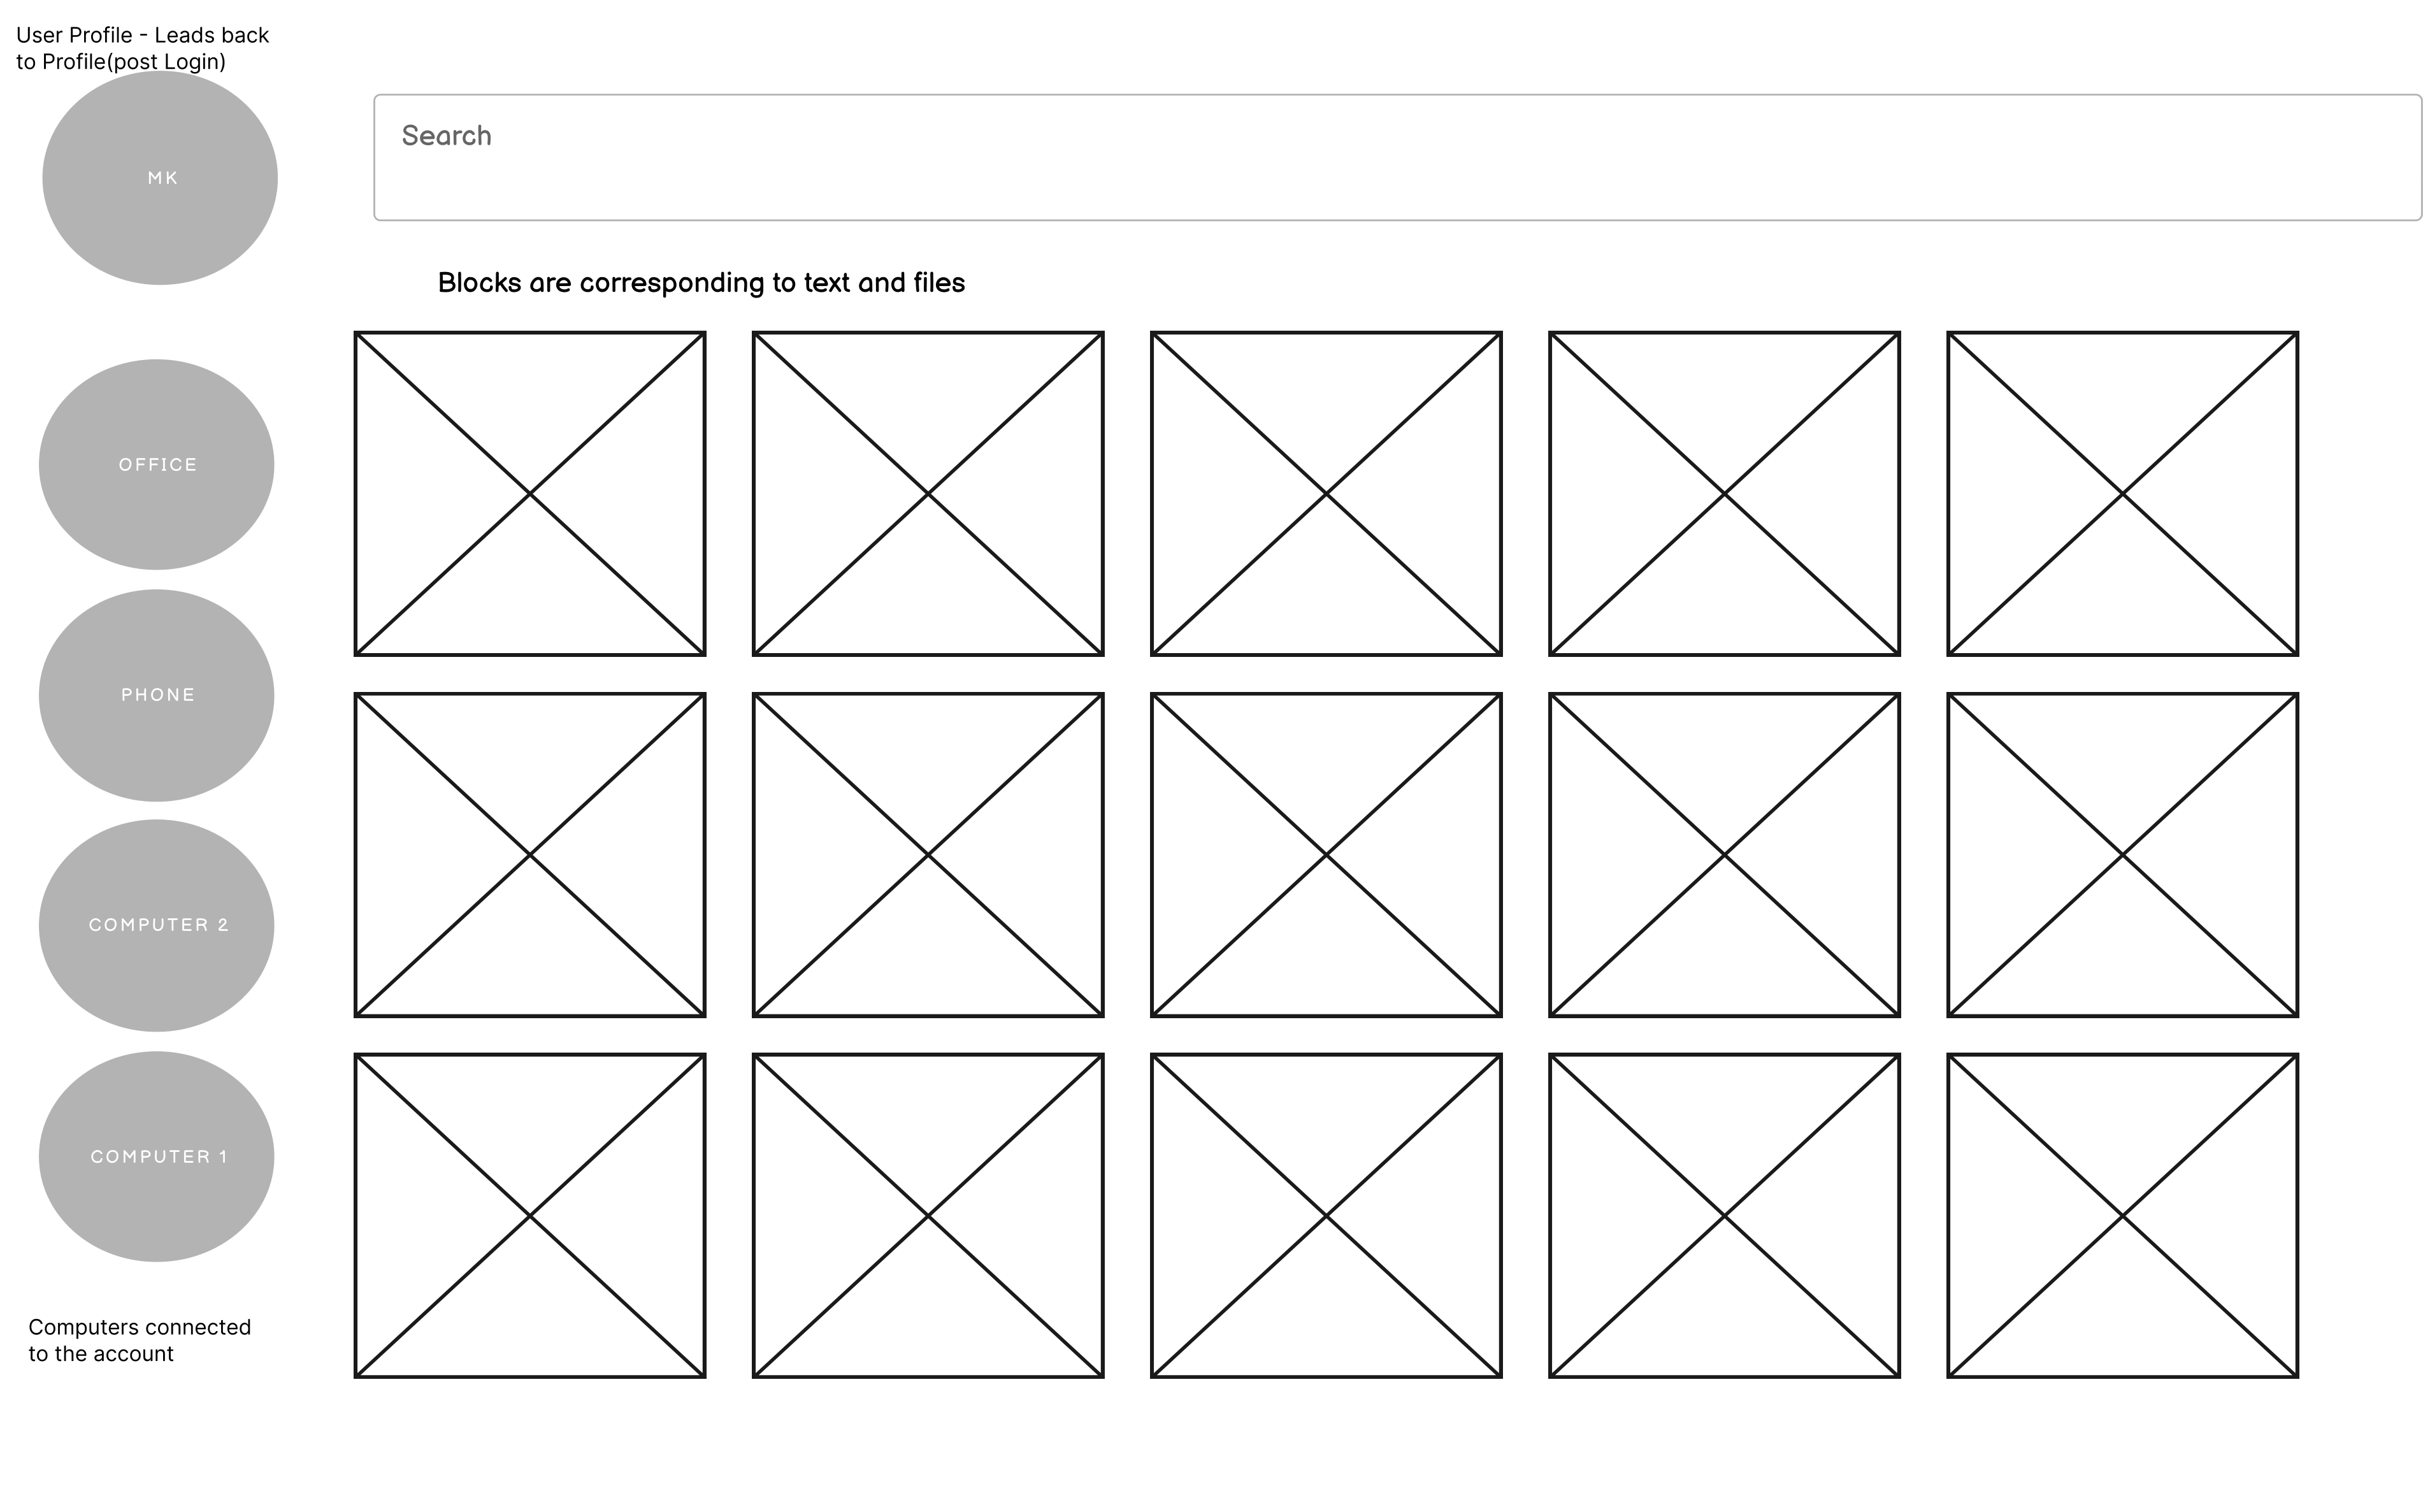 User Profile - Leads back
to Profile(post Login)
MK
Search
Blocks are corresponding to text and files
OFFICE
PHONE
COMPUTER 2
COMPUTER 1
Computers connected
to the account